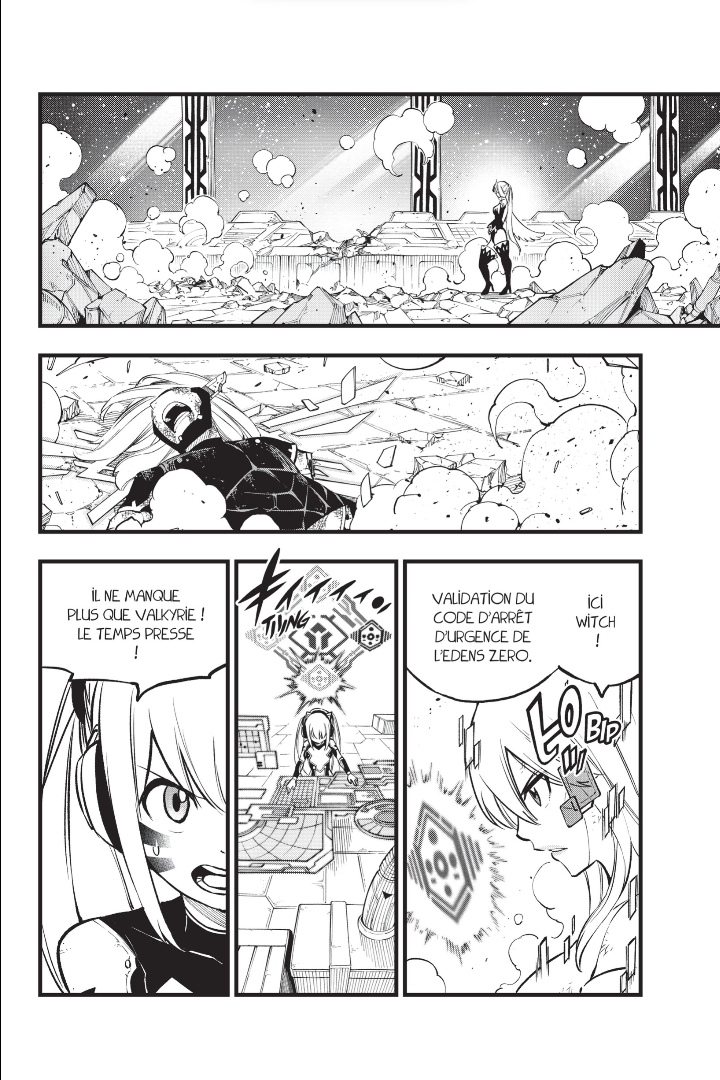 ICI
WITCH
!
VALIDATION DU
CODE D'ARRÊT
D'URGENCE DE
L'EDENS ZERO.
BIP
TIVING
IL NE MANQUE
PLUS QUE VALKYRIE !
LE TEMPS PRESSE
!